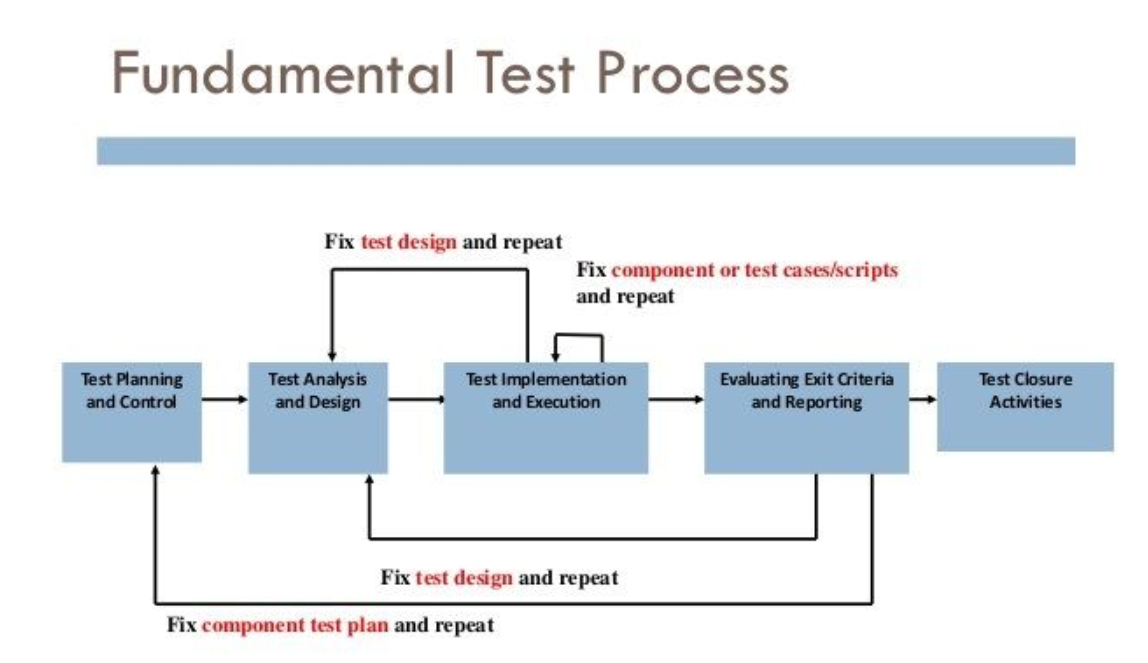 Fundamental Test Process
Fix test design and repeat
Fix component or test cases/scripts
and repeat
Test Planning
and Control
Test Analysis
and Design
Test Implementation
and Execution
Evaluating Exit Criteria
and Reporting
Test Closure
Activities
Fix test design and repeat
Fix component test plan and repeat